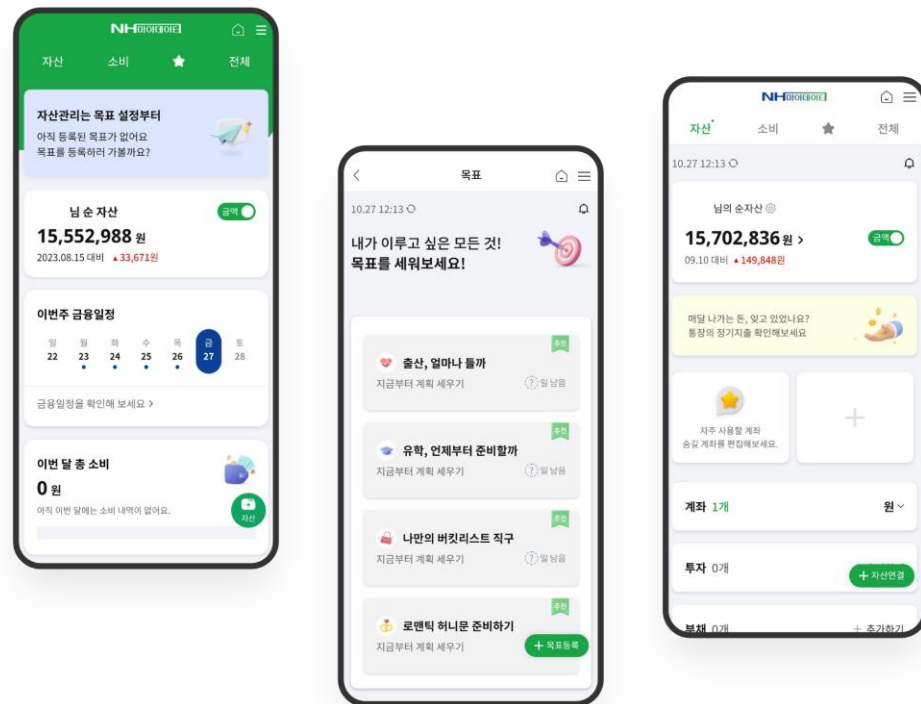 NH마이데이터
자산
소비
전체
자산관리는 목표 설정부터
아직 등록된 목표가 없어요
목표를 등록하러 가볼까요?
님 순 자산
금액
15,552,988 원
2023.08.15 대비 ▲33,671원
이번주 금융일정
일 월 화 수 목 금 토
22 23 24 25 26 27 28
금융일정을 확인해 보세요 >
이번 달 총 소비
0 원
아직 이번 달에는 소비 내역이 없어요.
자산
목표
10.27 12:13
내가 이루고 싶은 모든 것!
목표를 세워보세요!
추천
출산, 얼마나 들까
지금부터 계획 세우기
? 일 남음
추천
유학, 언제부터 준비할까
지금부터 계획 세우기
? 일 남음
추천
나만의 버킷리스트 직구
지금부터 계획 세우기
? 일 남음
추천
로맨틱 허니문 준비하기
지금부터 계획 세우기
+ 목표등록
NH마이데이터
자산
소비
전체
10.27 12:13
님의 순자산
15,702,836 원 >
금액
09.10 대비 ▲149,848원
매달 나가는 돈, 잊고 있었나요?
통장의 정기지출 확인해보세요
자주 사용할 계좌
숨길 계좌를 편집해보세요.
+
계좌 1개
원
투자 0개
+ 자산연결
부채 0개
+ 추가하기